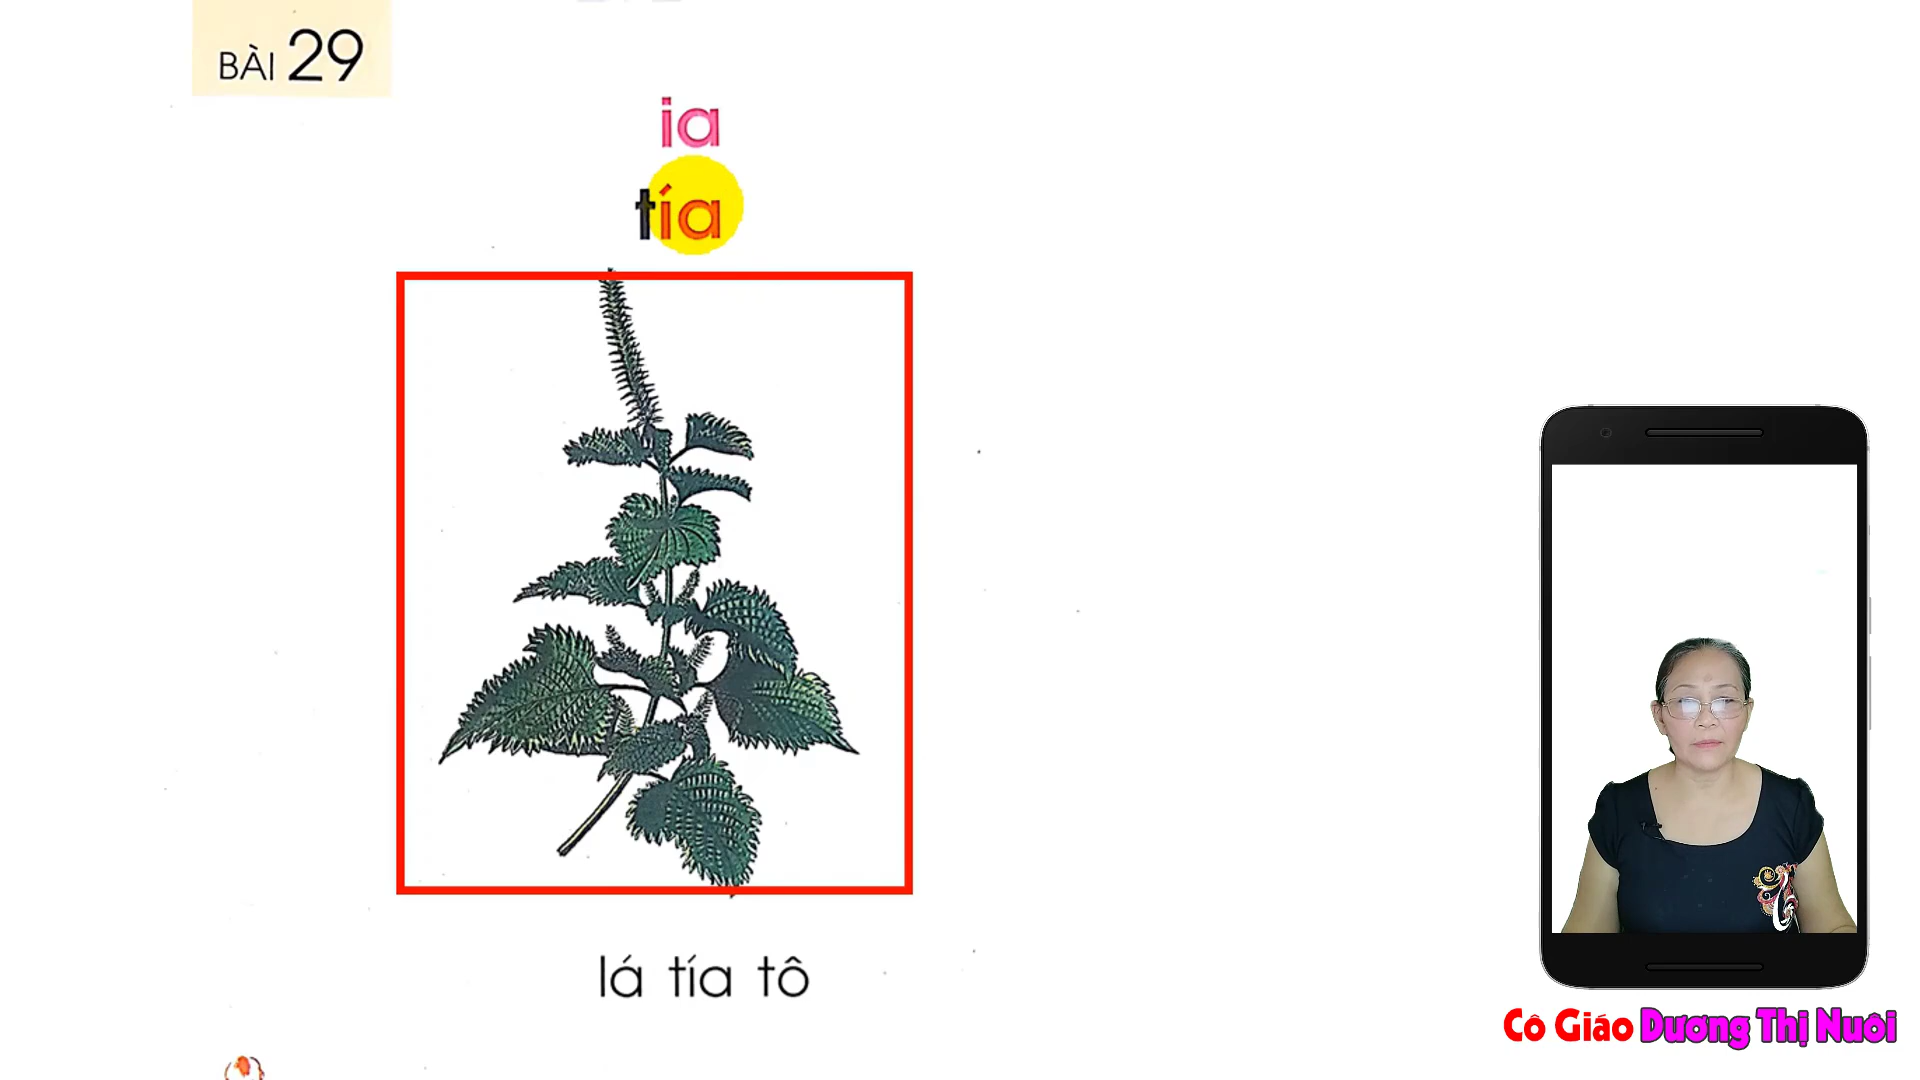 BÀI 29
ia
tía
lá tía tô
Cô Giáo Dương Thị Nuôi